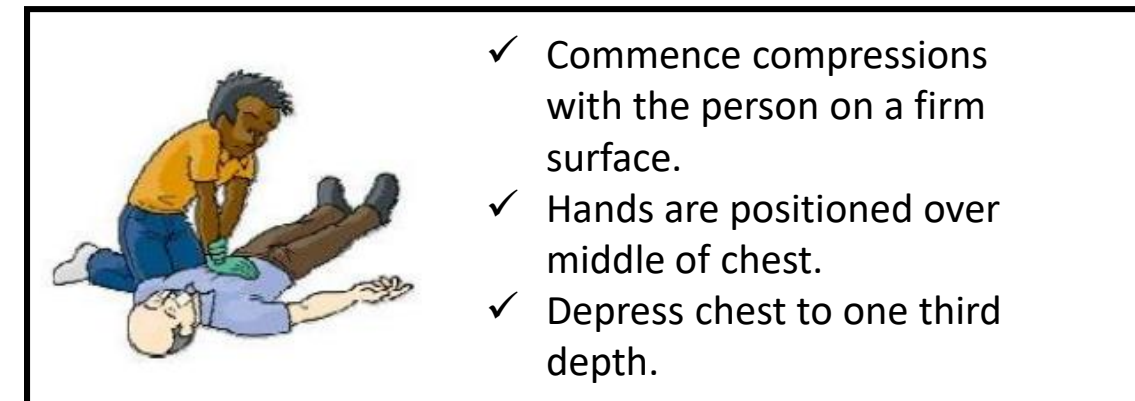 ✓ Commence compressions
with the person on a firm
surface.
✓ Hands are positioned over
middle of chest.
✓ Depress chest to one third
depth.